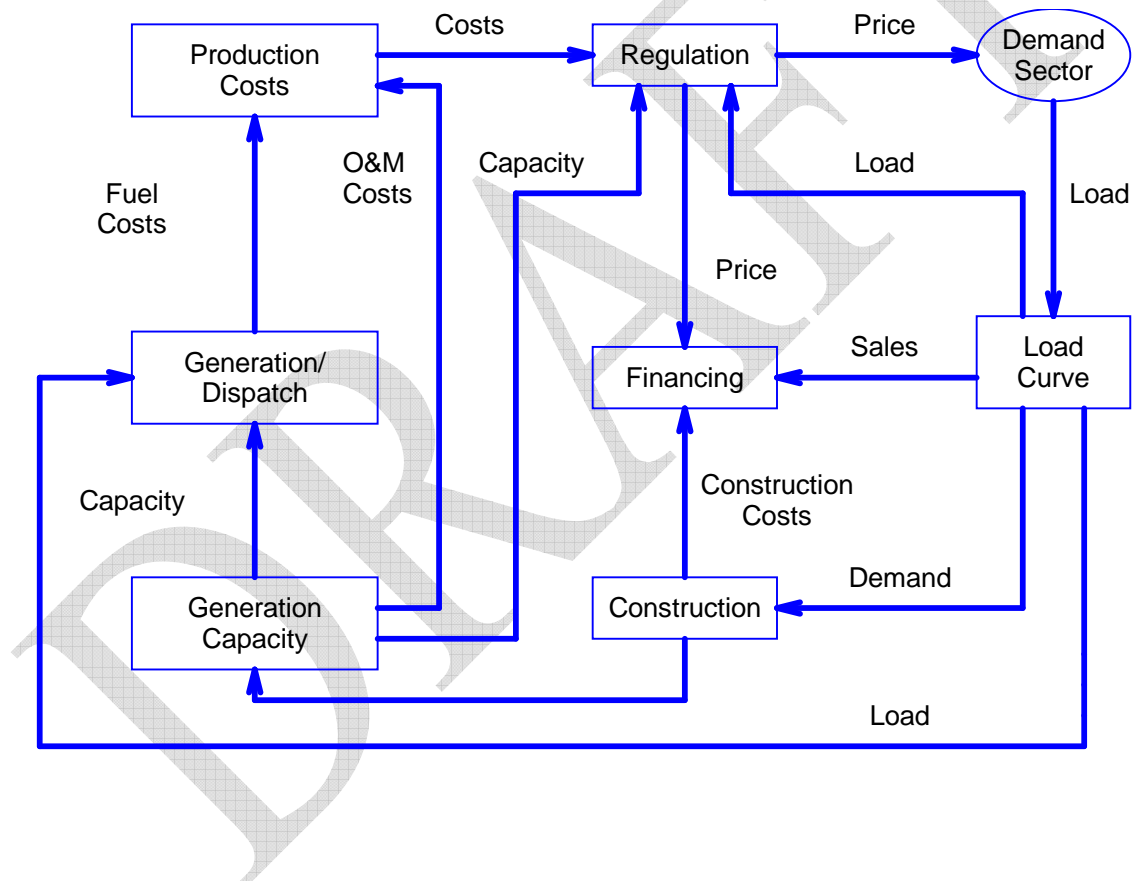 Costs
Price
Production
Costs
Regulation
Demand
Sector
Fuel
Costs
O&M
Costs
Capacity
Load
Load
Price
Generation/
Dispatch
Financing
Sales
Load
Curve
Capacity
Construction
Costs
Generation
Capacity
Construction
Demand
Load
DRAFT